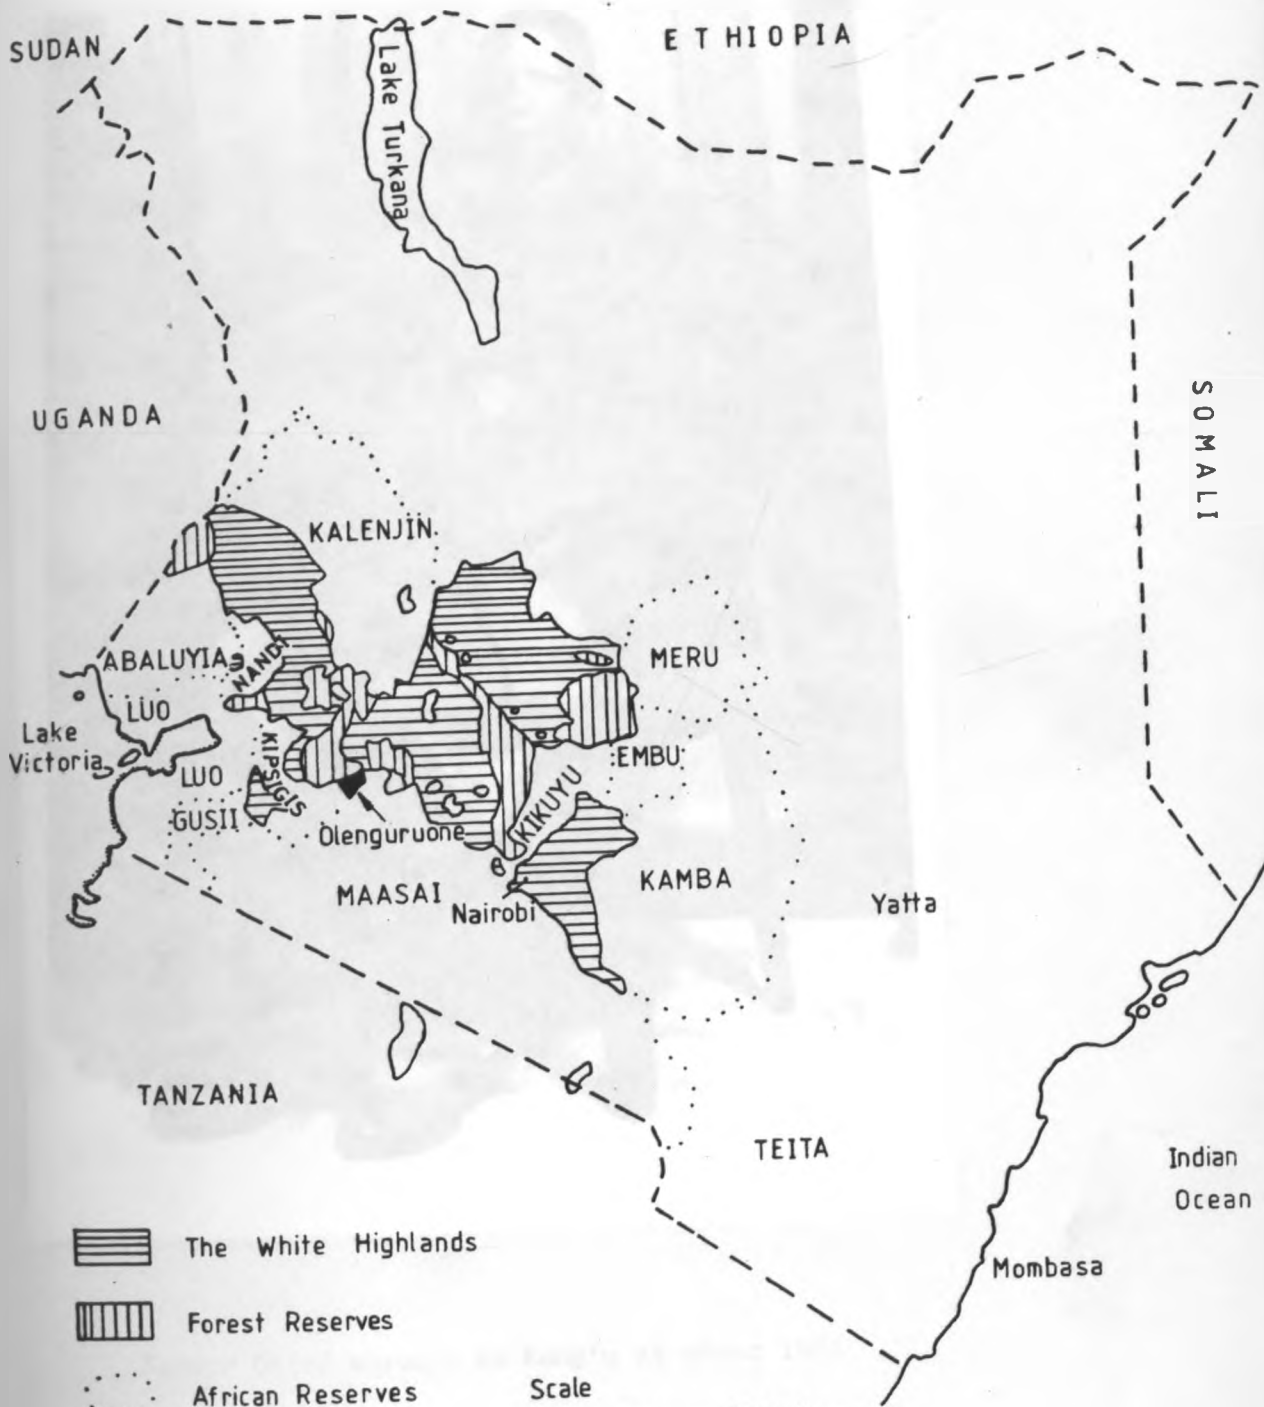 SUDAN
ETHIOPIA
Lake Turkana
UGANDA
SOMALI
KALENJIN
ABALUYIA
NANDI
MERU
LUO
Lake
Victoria
KIPSIGIS
EMBU
LUO
GUSII
KIKUYU
Olenguruone
MAASAI
KAMBA
Nairobi
Yatta
TANZANIA
TEITA
Indian
Ocean
The White Highlands
Mombasa
Forest Reserves
African Reserves
Scale